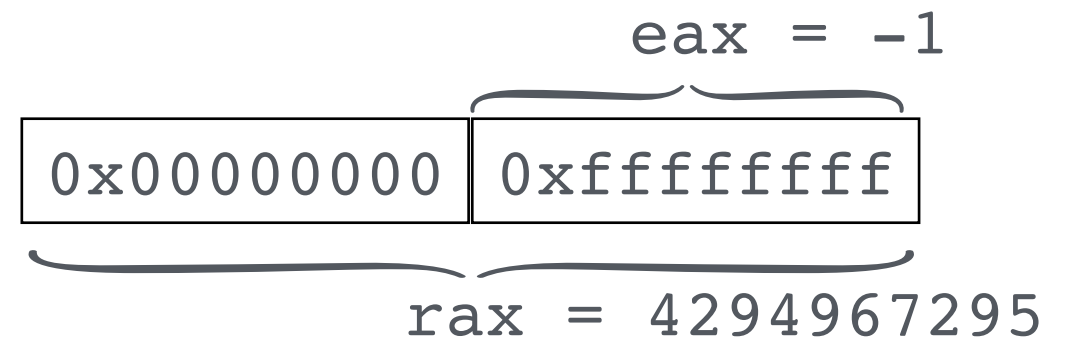 eax = -1
0x00000000 0xffffffff
rax = 4294967295